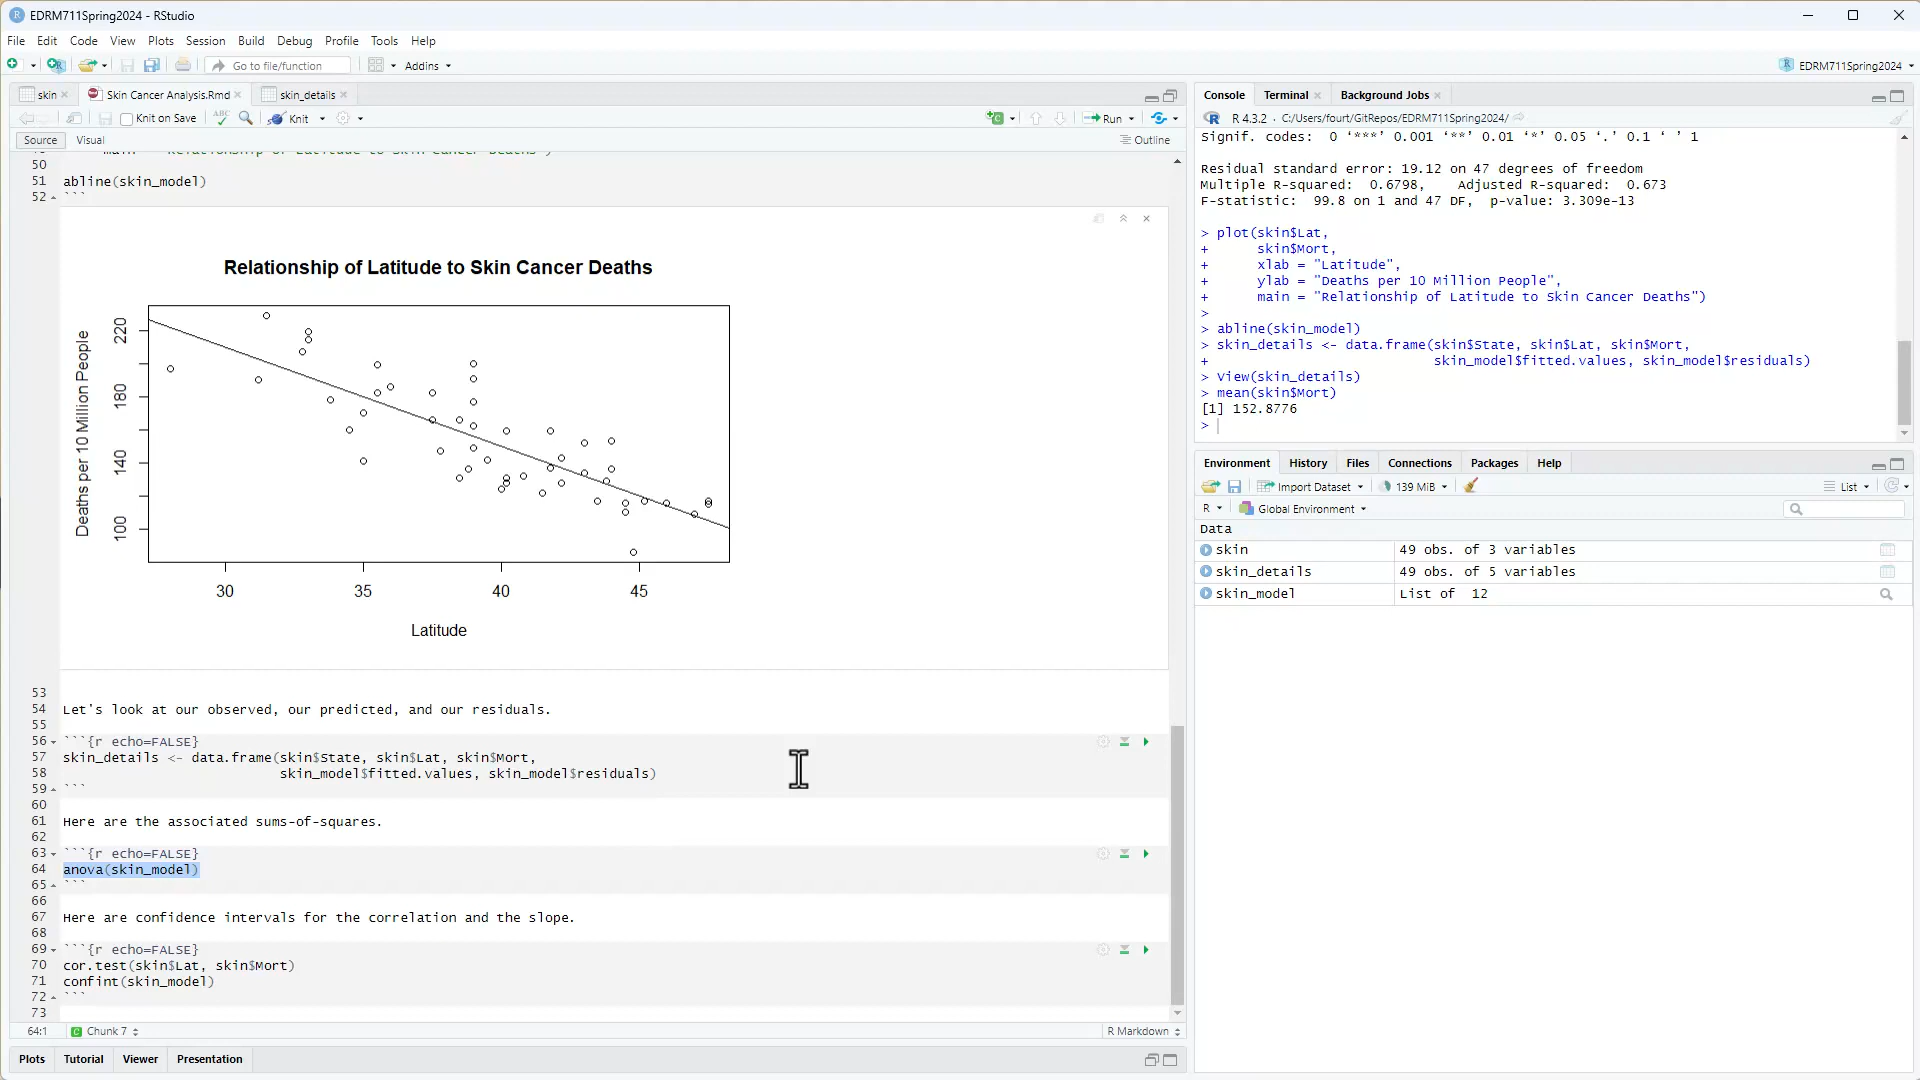 EDRM711Spring2024 - RStudio
File Edit Code View Plots Session Build Debug Profile Tools Help
Go to file/function Addins EDRM711Spring2024
skin Skin Cancer Analysis.Rmd skin_details
Knit on Save ABC Knit Run
Source Visual Outline
50
51 abline(skin_model)
52 ```
Relationship of Latitude to Skin Cancer Deaths
Deaths per 10 Million People
220
180
140
100
30 35 40 45
Latitude
53
54 Let's look at our observed, our predicted, and our residuals.
55
56 ```{r echo=FALSE}
57 skin_details <- data.frame(skin$State, skin$Lat, skin$Mort,
58 skin_model$fitted.values, skin_model$residuals)
59 ```
60
61 Here are the associated sums-of-squares.
62
63 ```{r echo=FALSE}
64 anova(skin_model)
65 ```
66
67 Here are confidence intervals for the correlation and the slope.
68
69 ```{r echo=FALSE}
70 cor.test(skin$Lat, skin$Mort)
71 confint(skin_model)
72 ```
73
64:1 C Chunk 7 R Markdown
Plots Tutorial Viewer Presentation
Console Terminal Background Jobs
R 4.3.2 · C:/Users/fourt/GitRepos/EDRM711Spring2024/
Signif. codes: 0 ‘***’ 0.001 ‘**’ 0.01 ‘*’ 0.05 ‘.’ 0.1 ‘ ’ 1
Residual standard error: 19.12 on 47 degrees of freedom
Multiple R-squared: 0.6798, Adjusted R-squared: 0.673
F-statistic: 99.8 on 1 and 47 DF, p-value: 3.309e-13
> plot(skin$Lat,
+ skin$Mort,
+ xlab = "Latitude",
+ ylab = "Deaths per 10 Million People",
+ main = "Relationship of Latitude to Skin Cancer Deaths")
>
> abline(skin_model)
> skin_details <- data.frame(skin$State, skin$Lat, skin$Mort,
+ skin_model$fitted.values, skin_model$residuals)
> View(skin_details)
> mean(skin$Mort)
[1] 152.8776
>
Environment History Files Connections Packages Help
Import Dataset 139 MiB List
R Global Environment
Data
skin 49 obs. of 3 variables
skin_details 49 obs. of 5 variables
skin_model List of 12